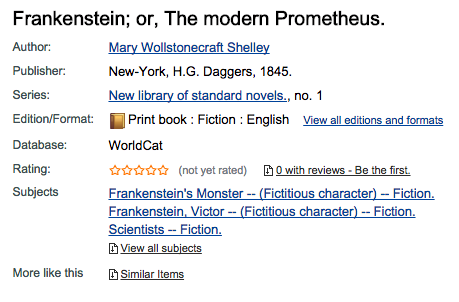 Frankenstein; or, The modern Prometheus.
Author: Mary Wollstonecraft Shelley
Publisher: New-York, H.G. Daggers, 1845.
Series: New library of standard novels., no. 1
Edition/Format: Print book : Fiction : English View all editions and formats
Database: WorldCat
Rating: (not yet rated) 0 with reviews - Be the first.
Subjects Frankenstein's Monster -- (Fictitious character) -- Fiction.
Frankenstein, Victor -- (Fictitious character) -- Fiction.
Scientists -- Fiction.
View all subjects
More like this Similar Items